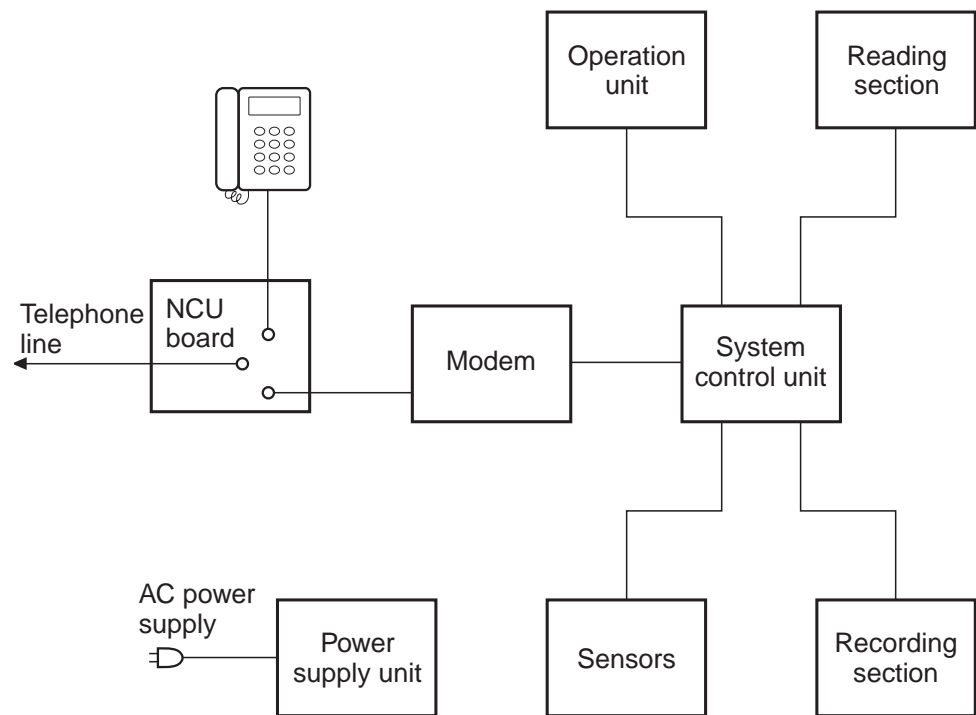 Operation
unit
Reading
section
Telephone
line
NCU
board
Modem
System
control unit
AC power
supply
Power
supply unit
Sensors
Recording
section